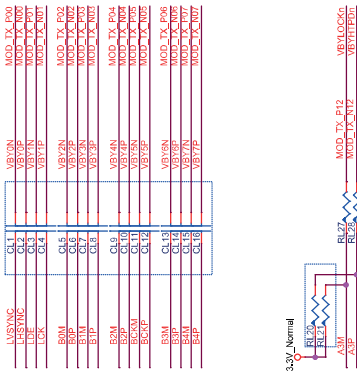 MOD_TX_P00
MOD_TX_N00
MOD_TX_P01
MOD_TX_N01
MOD_TX_P02
MOD_TX_N02
MOD_TX_P03
MOD_TX_N03
MOD_TX_P04
MOD_TX_N04
MOD_TX_P05
MOD_TX_N05
MOD_TX_P06
MOD_TX_N06
MOD_TX_P07
MOD_TX_N07
VBYLOCKn
VBYHTPDn
VBY0N
VBY0P
VBY1N
VBY1P
VBY2N
VBY2P
VBY3N
VBY3P
VBY4N
VBY4P
VBY5N
VBY5P
VBY6N
VBY6P
VBY7N
VBY7P
MOD_TX_P12
MOD_TX_N12
CL1
CL2
CL3
CL4
CL5
CL6
CL7
CL8
CL9
CL10
CL11
CL12
CL13
CL14
CL15
CL16
RL27
RL28
LVSYNC
LHSYNC
LDE
LCK
B0M
B0P
B1M
B1P
B2M
B2P
BCKM
BCKP
B3M
B3P
B4M
B4P
3.3V_Normal
RL20
RL21
A3M
A3P